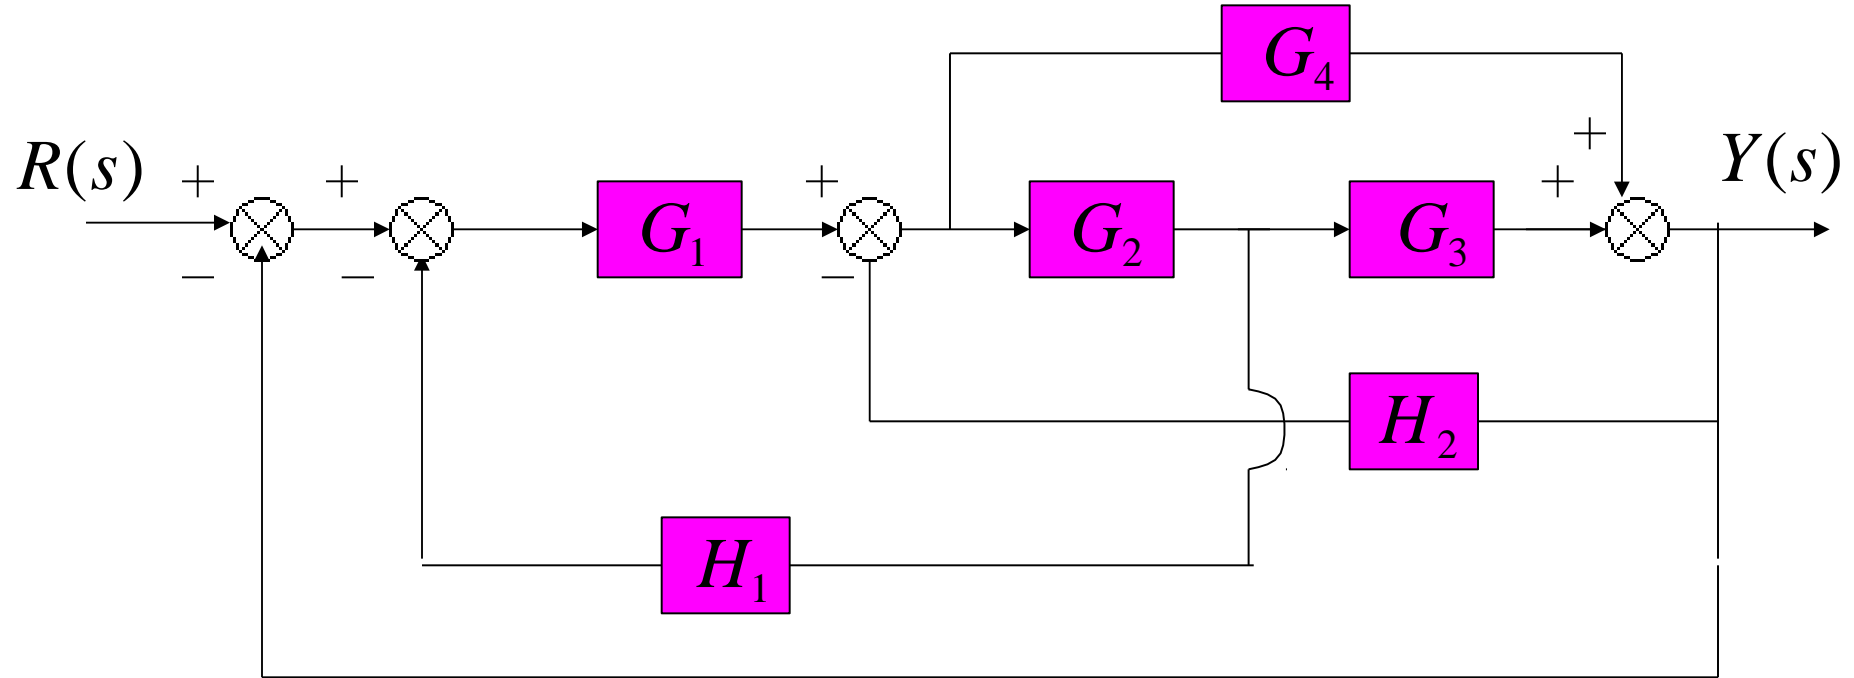 G4
R(s) + + + + + Y(s)
G1 G2 G3
− − −
H2
H1